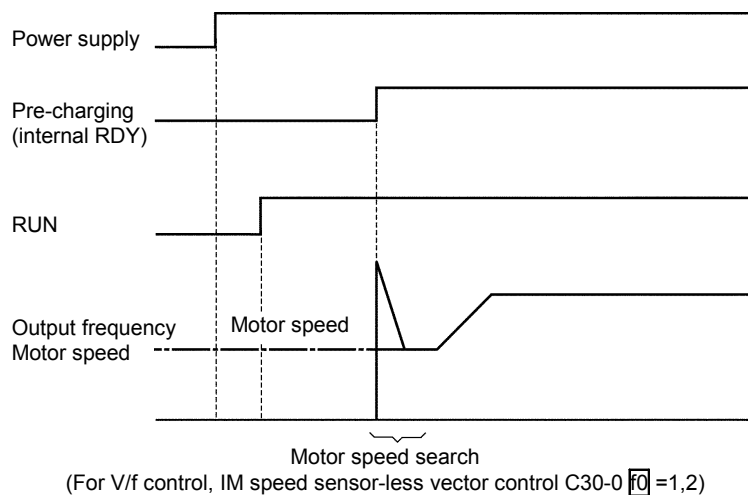 Power supply
Pre-charging
(internal RDY)
RUN
Output frequency
Motor speed
Motor speed
Motor speed search
(For V/f control, IM speed sensor-less vector control C30-0 f0 =1,2)